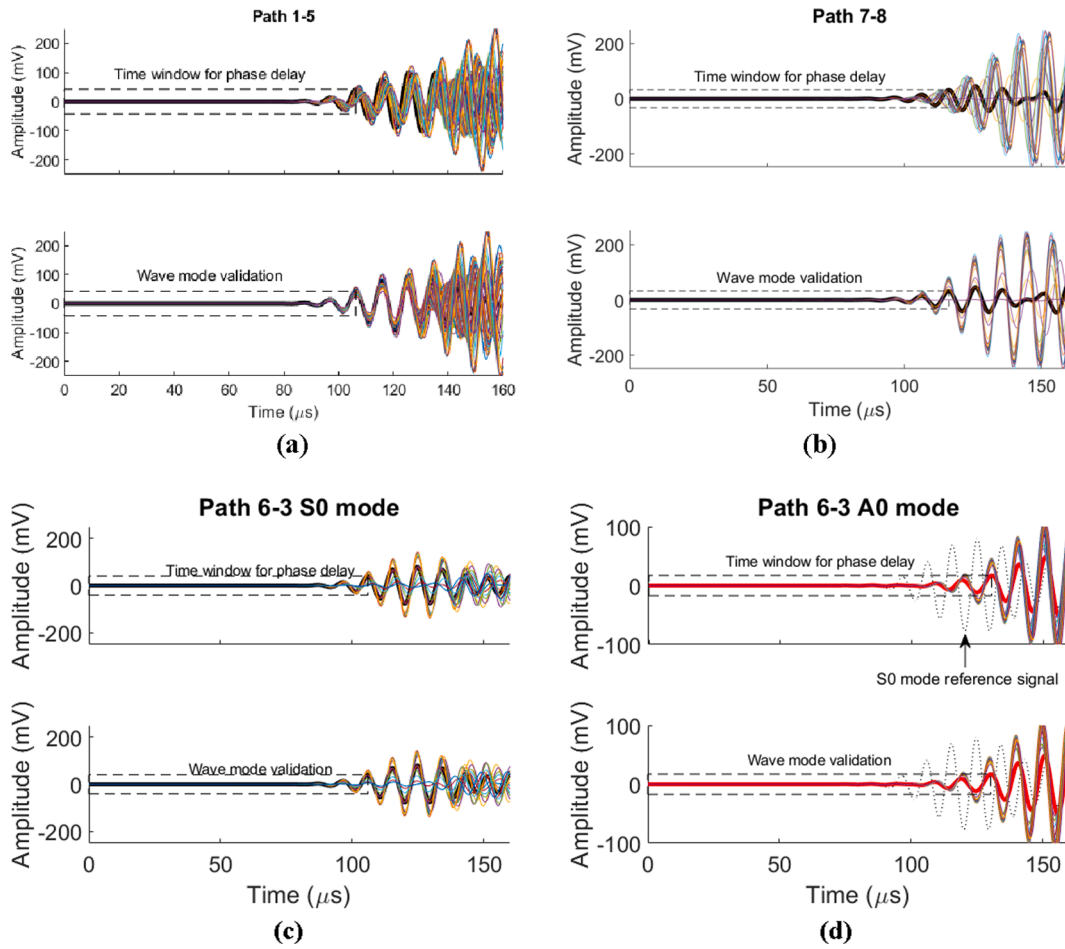 Path 1-5
Amplitude (mV)
200
100
0
-100
-200
Time window for phase delay
Amplitude (mV)
200
100
0
-100
-200
Wave mode validation
0 20 40 60 80 100 120 140 160
Time (μs)
(a)
Path 7-8
Amplitude (mV)
200
0
-200
Time window for phase delay
Amplitude (mV)
200
0
-200
Wave mode validation
0 50 100 150
Time (μs)
(b)
Path 6-3 S0 mode
Amplitude (mV)
200
0
-200
Time window for phase delay
Amplitude (mV)
200
0
-200
Wave mode validation
0 50 100 150
Time (μs)
(c)
Path 6-3 A0 mode
Amplitude (mV)
100
0
-100
Time window for phase delay
S0 mode reference signal
Amplitude (mV)
100
0
-100
Wave mode validation
0 50 100 150
Time (μs)
(d)